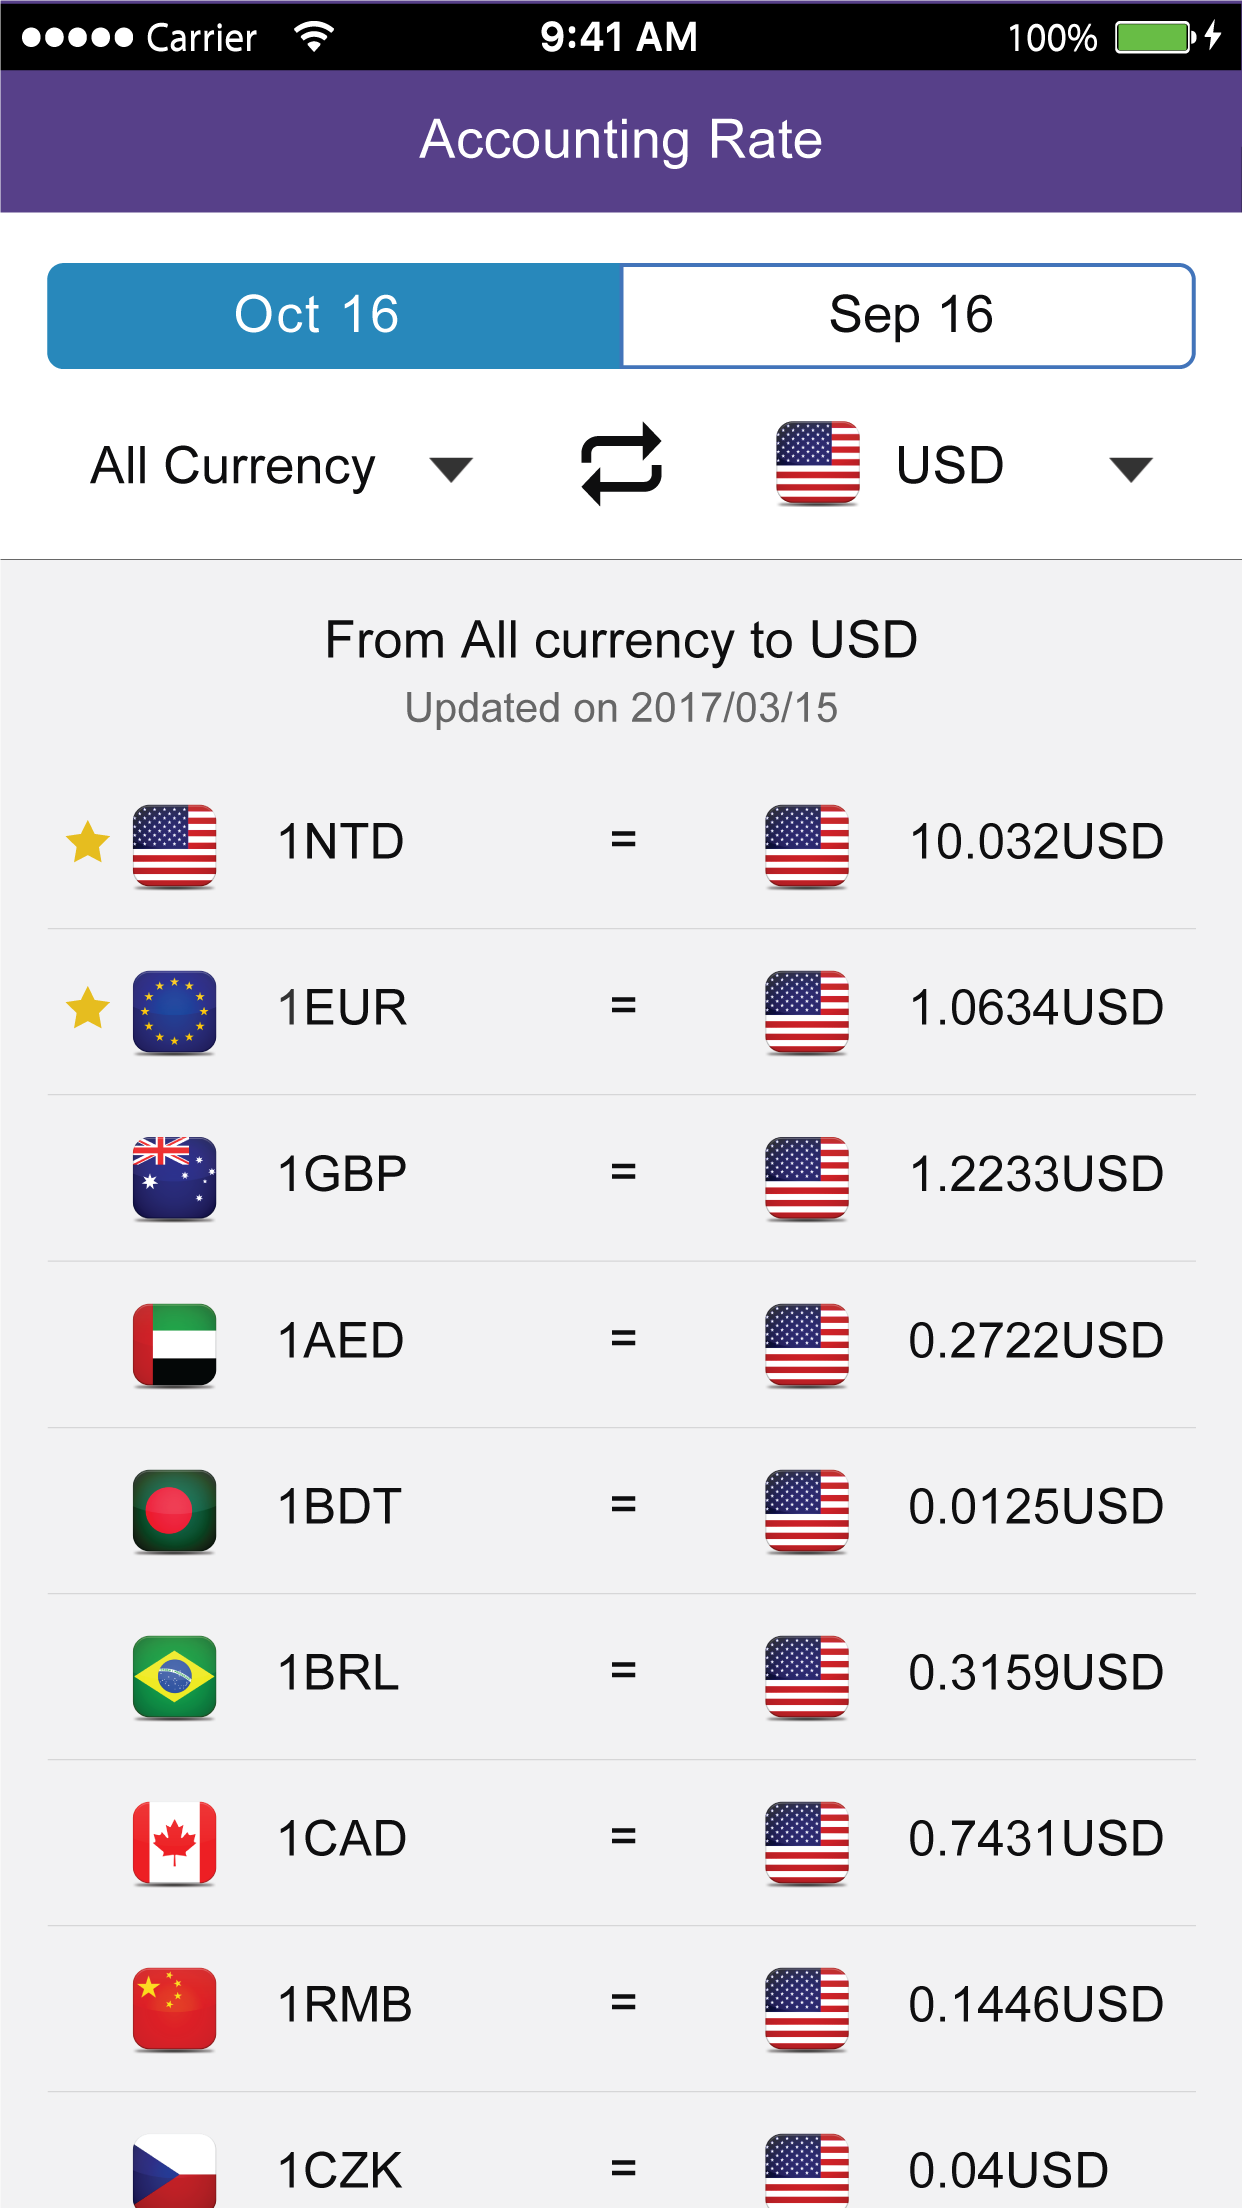 Carrier 9:41 AM 100%
Accounting Rate
Oct 16 Sep 16
All Currency USD
From All currency to USD
Updated on 2017/03/15
1NTD = 10.032USD
1EUR = 1.0634USD
1GBP = 1.2233USD
1AED = 0.2722USD
1BDT = 0.0125USD
1BRL = 0.3159USD
1CAD = 0.7431USD
1RMB = 0.1446USD
1CZK = 0.04USD